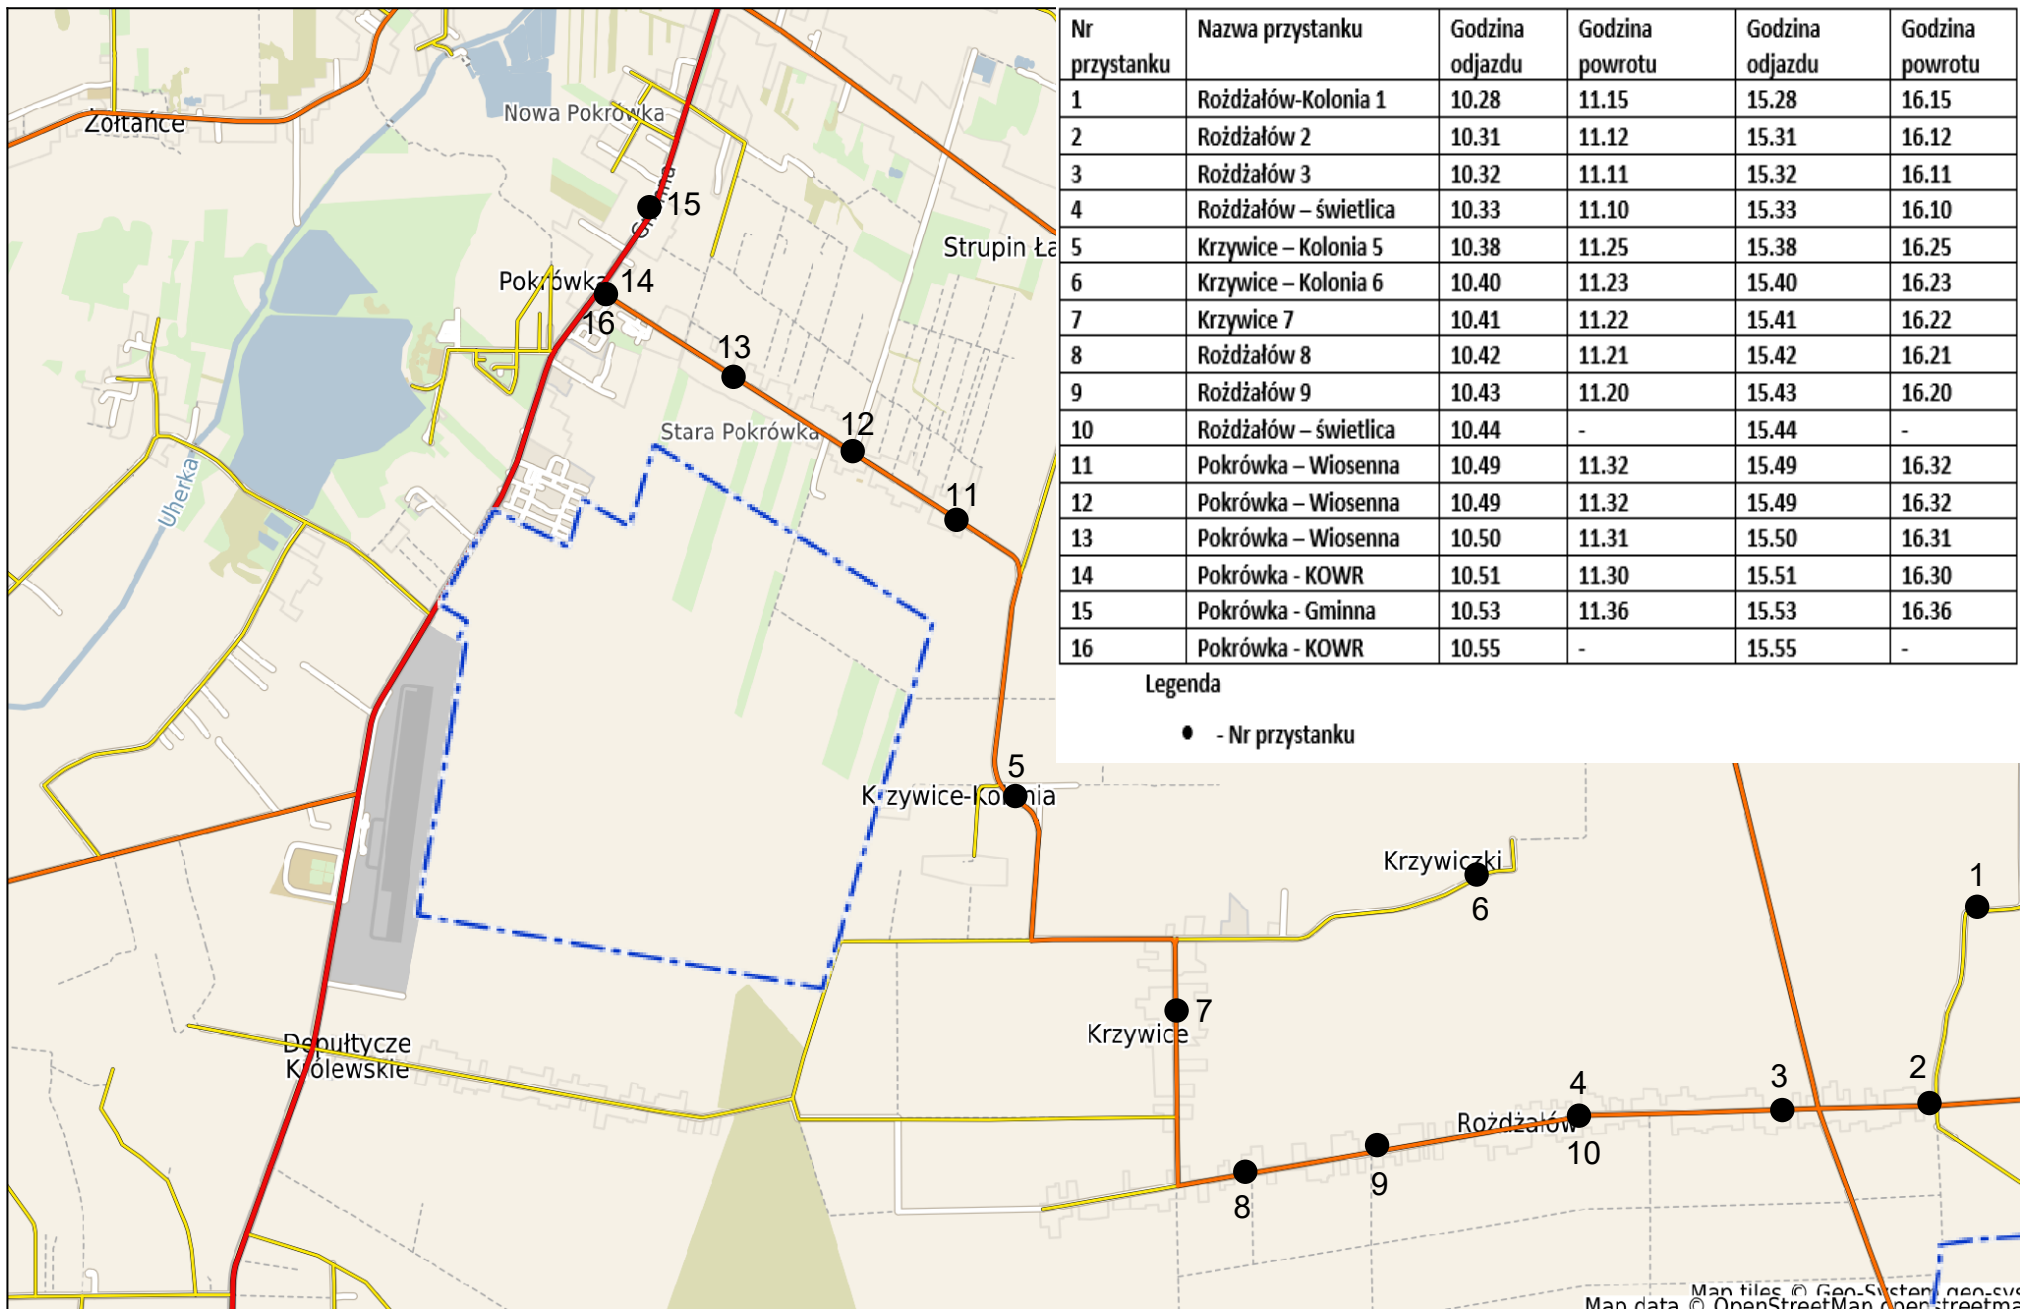 Nr przystanku Nazwa przystanku Godzina odjazdu Godzina powrotu Godzina odjazdu Godzina powrotu
1 Rożdżałów-Kolonia 1 10.28 11.15 15.28 16.15
2 Rożdżałów 2 10.31 11.12 15.31 16.12
3 Rożdżałów 3 10.32 11.11 15.32 16.11
4 Rożdżałów – świetlica 10.33 11.10 15.33 16.10
5 Krzywice – Kolonia 5 10.38 11.25 15.38 16.25
6 Krzywice – Kolonia 6 10.40 11.23 15.40 16.23
7 Krzywice 7 10.41 11.22 15.41 16.22
8 Rożdżałów 8 10.42 11.21 15.42 16.21
9 Rożdżałów 9 10.43 11.20 15.43 16.20
10 Rożdżałów – świetlica 10.44 - 15.44 -
11 Pokrówka – Wiosenna 10.49 11.32 15.49 16.32
12 Pokrówka – Wiosenna 10.49 11.32 15.49 16.32
13 Pokrówka – Wiosenna 10.50 11.31 15.50 16.31
14 Pokrówka - KOWR 10.51 11.30 15.51 16.30
15 Pokrówka - Gminna 10.53 11.36 15.53 16.36
16 Pokrówka - KOWR 10.55 - 15.55 -
Legenda
- Nr przystanku
Żołtańce
Nowa Pokrówka
15
Strupin Ła
Pokrówka
14
16
13
12
Stara Pokrówka
Uherka
11
5
Krzywice-Kolonia
Krzywiczki
6
1
7
Krzywice
Depułtycze
Królewskie
4
3
2
Rożdżałów
10
9
8
Map tiles © Geo-System geo-sys
Map data © OpenStreetMap openstreetma